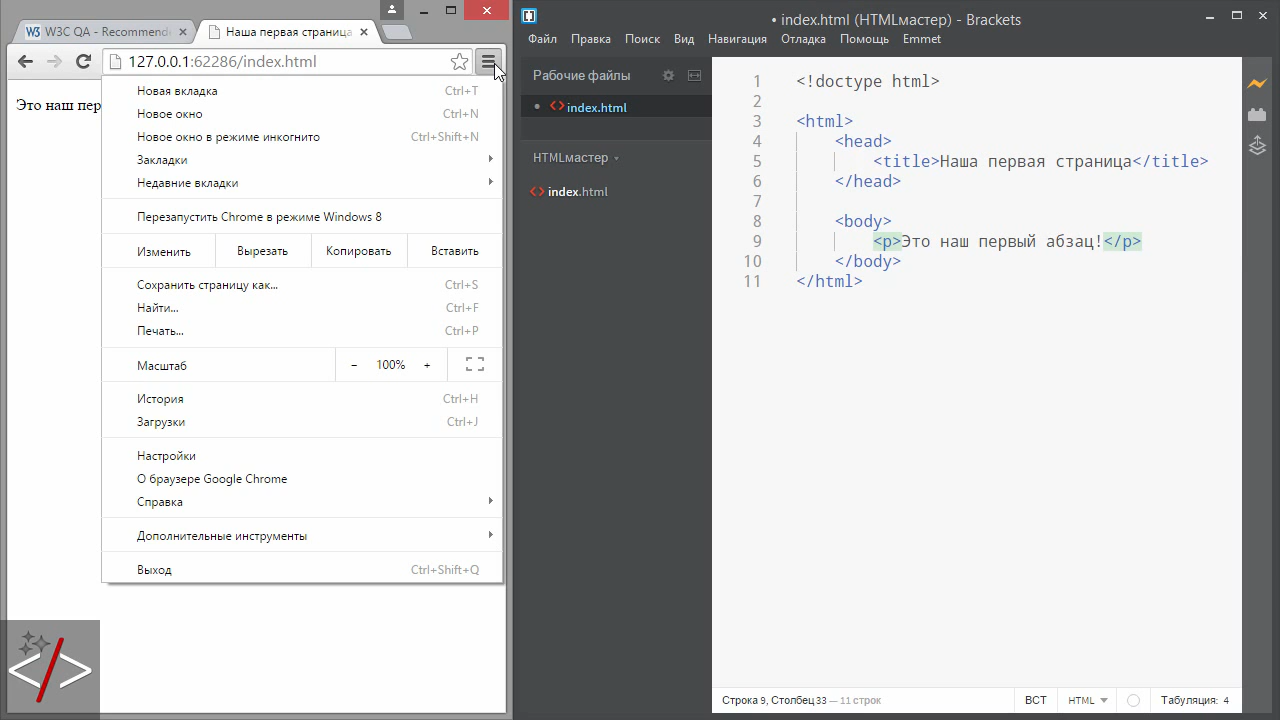 W3C QA - Recommend
Наша первая страница
127.0.0.1:62286/index.html
Это наш пер
Новая вкладка Ctrl+T
Новое окно Ctrl+N
Новое окно в режиме инкогнито Ctrl+Shift+N
Закладки
Недавние вкладки
Перезапустить Chrome в режиме Windows 8
Изменить Вырезать Копировать Вставить
Сохранить страницу как... Ctrl+S
Найти... Ctrl+F
Печать... Ctrl+P
Масштаб − 100% +
История Ctrl+H
Загрузки Ctrl+J
Настройки
О браузере Google Chrome
Справка
Дополнительные инструменты
Выход Ctrl+Shift+Q
• index.html (HTMLмастер) - Brackets
Файл Правка Поиск Вид Навигация Отладка Помощь Emmet
Рабочие файлы
• <> index.html
HTMLмастер
<> index.html
1 <!doctype html>
2
3 <html>
4 <head>
5 <title>Наша первая страница</title>
6 </head>
7
8 <body>
9 <p>Это наш первый абзац!</p>
10 </body>
11 </html>
Строка 9, Столбец 33 — 11 строк ВСТ HTML Табуляция: 4